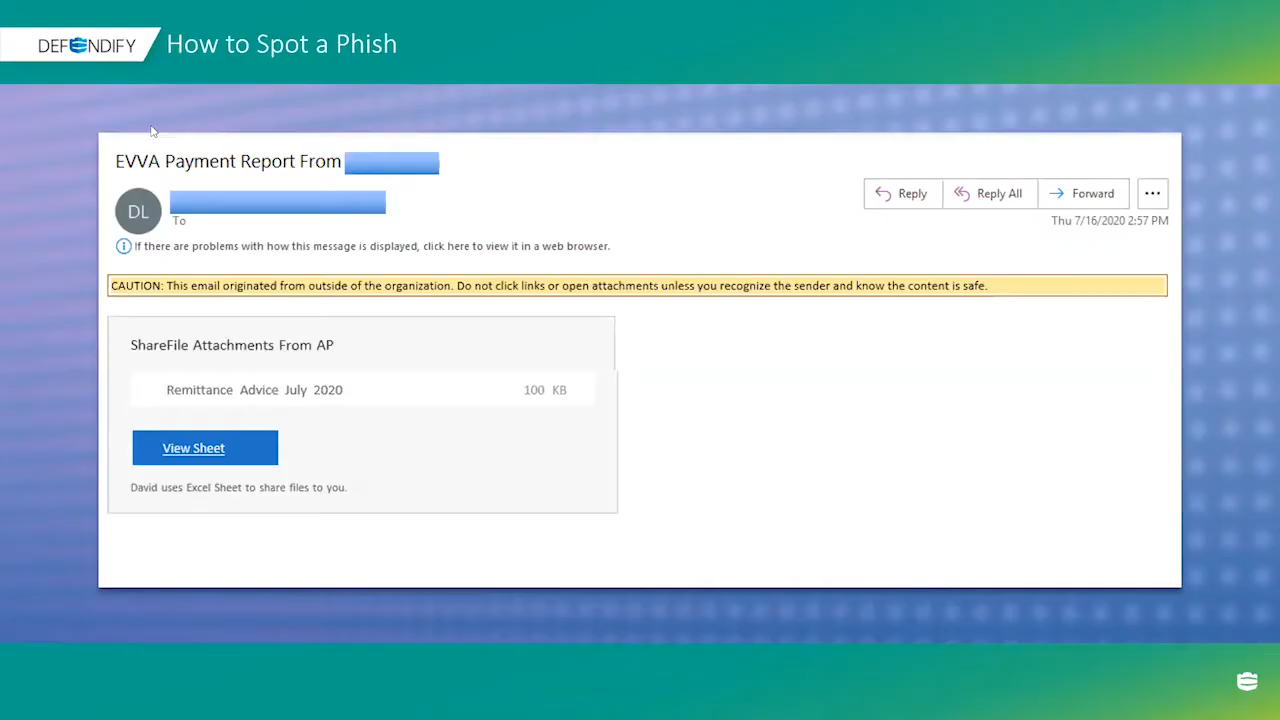 DEFENDIFY
How to Spot a Phish
EVVA Payment Report From
DL
To
Reply
Reply All
Forward
...
Thu 7/16/2020 2:57 PM
If there are problems with how this message is displayed, click here to view it in a web browser.
CAUTION: This email originated from outside of the organization. Do not click links or open attachments unless you recognize the sender and know the content is safe.
ShareFile Attachments From AP
Remittance Advice July 2020 100 KB
View Sheet
David uses Excel Sheet to share files to you.